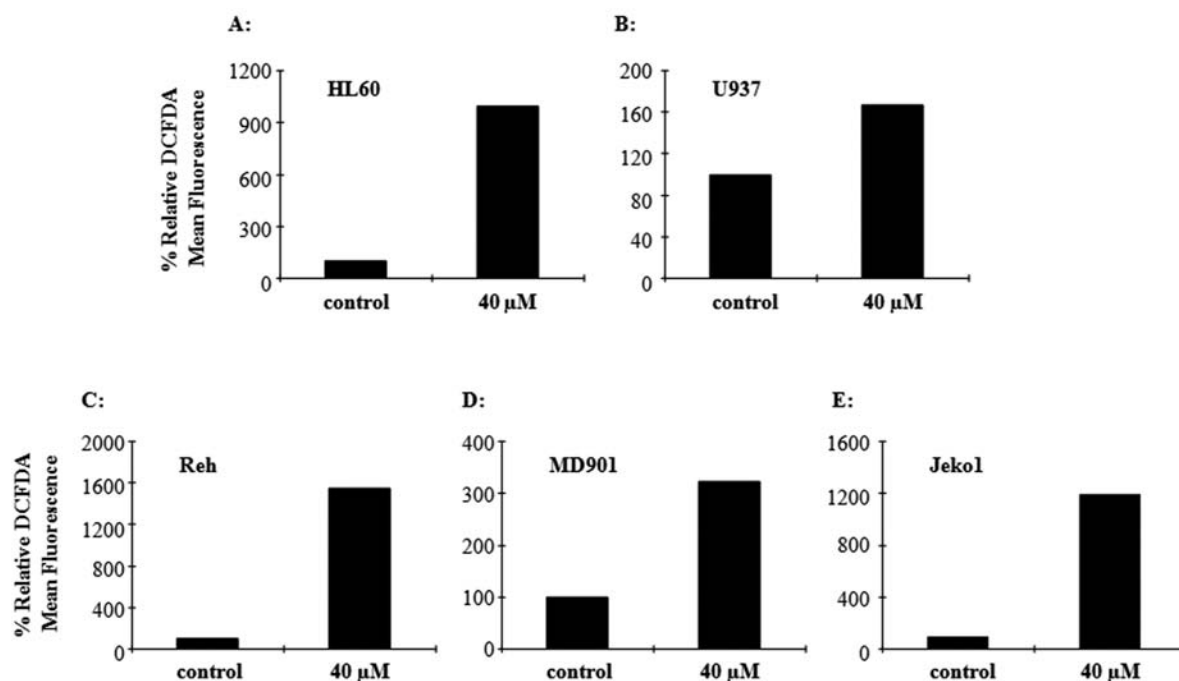 A:
% Relative DCFDA
Mean Fluorescence
HL60
1200
900
600
300
0
control
40 µM
B:
U937
200
160
120
80
40
0
control
40 µM
C:
% Relative DCFDA
Mean Fluorescence
Reh
2000
1600
1200
800
400
0
control
40 µM
D:
MD901
400
300
200
100
0
control
40 µM
E:
Jeko1
1600
1200
800
400
0
control
40 µM